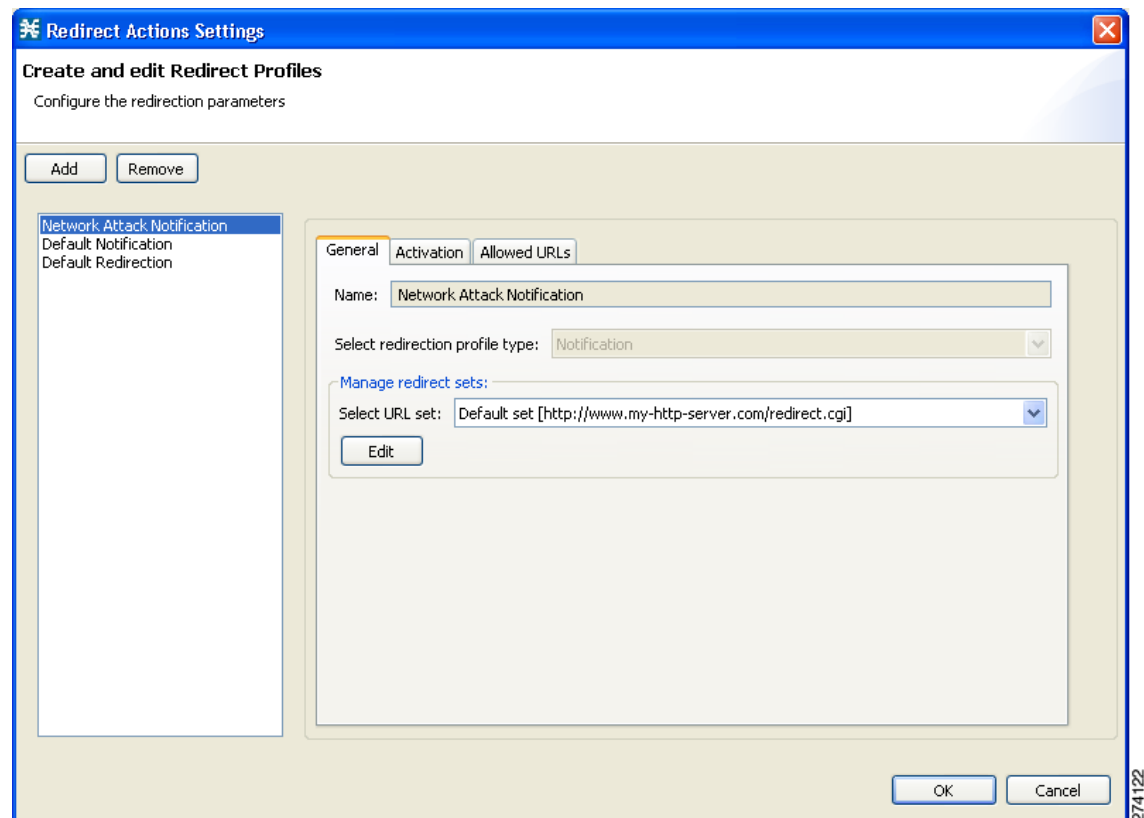 Redirect Actions Settings
Create and edit Redirect Profiles
Configure the redirection parameters
Add
Remove
Network Attack Notification
Default Notification
Default Redirection
General
Activation
Allowed URLs
Name: Network Attack Notification
Select redirection profile type: Notification
Manage redirect sets:
Select URL set: Default set [http://www.my-http-server.com/redirect.cgi]
Edit
OK
Cancel
274122